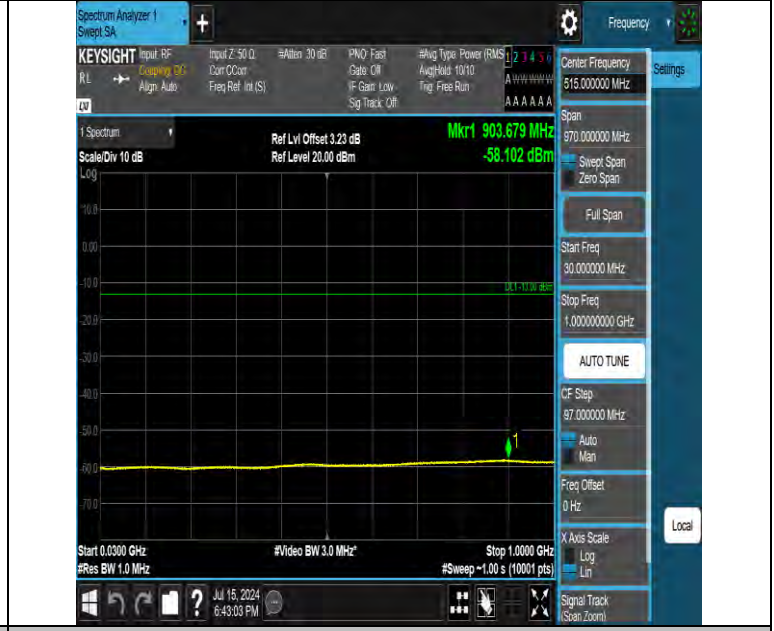 Spectrum Analyzer 1
Swept SA
+
Frequency
KEYSIGHT
Input: RF
Coupling: DC
Align: Auto
RL
Input Z: 50 Ω
Corr CCorr
Freq Ref: Int (S)
#Atten: 30 dB
PNO: Fast
Gate: Off
IF Gain: Low
Sig Track: Off
#Avg Type: Power (RMS
Avg|Hold: 10/10
Trig: Free Run
1 2 3 4 5 6
A W W W W W
A A A A A A
1 Spectrum
Scale/Div 10 dB
Ref Lvl Offset 3.23 dB
Ref Level 20.00 dBm
Mkr1 903.679 MHz
-58.102 dBm
Log
10.0
0.00
-10.0
-20.0
-30.0
-40.0
-50.0
-60.0
-70.0
DL1 -13.00 dBm
1
Start 0.0300 GHz
#Res BW 1.0 MHz
#Video BW 3.0 MHz*
Stop 1.0000 GHz
#Sweep ~1.00 s (10001 pts)
Center Frequency
515.000000 MHz
Settings
Span
970.000000 MHz
Swept Span
Zero Span
Full Span
Start Freq
30.000000 MHz
Stop Freq
1.000000000 GHz
AUTO TUNE
CF Step
97.000000 MHz
Auto
Man
Freq Offset
0 Hz
X Axis Scale
Log
Lin
Local
Signal Track
(Span Zoom)
?
Jul 15, 2024
6:43:03 PM